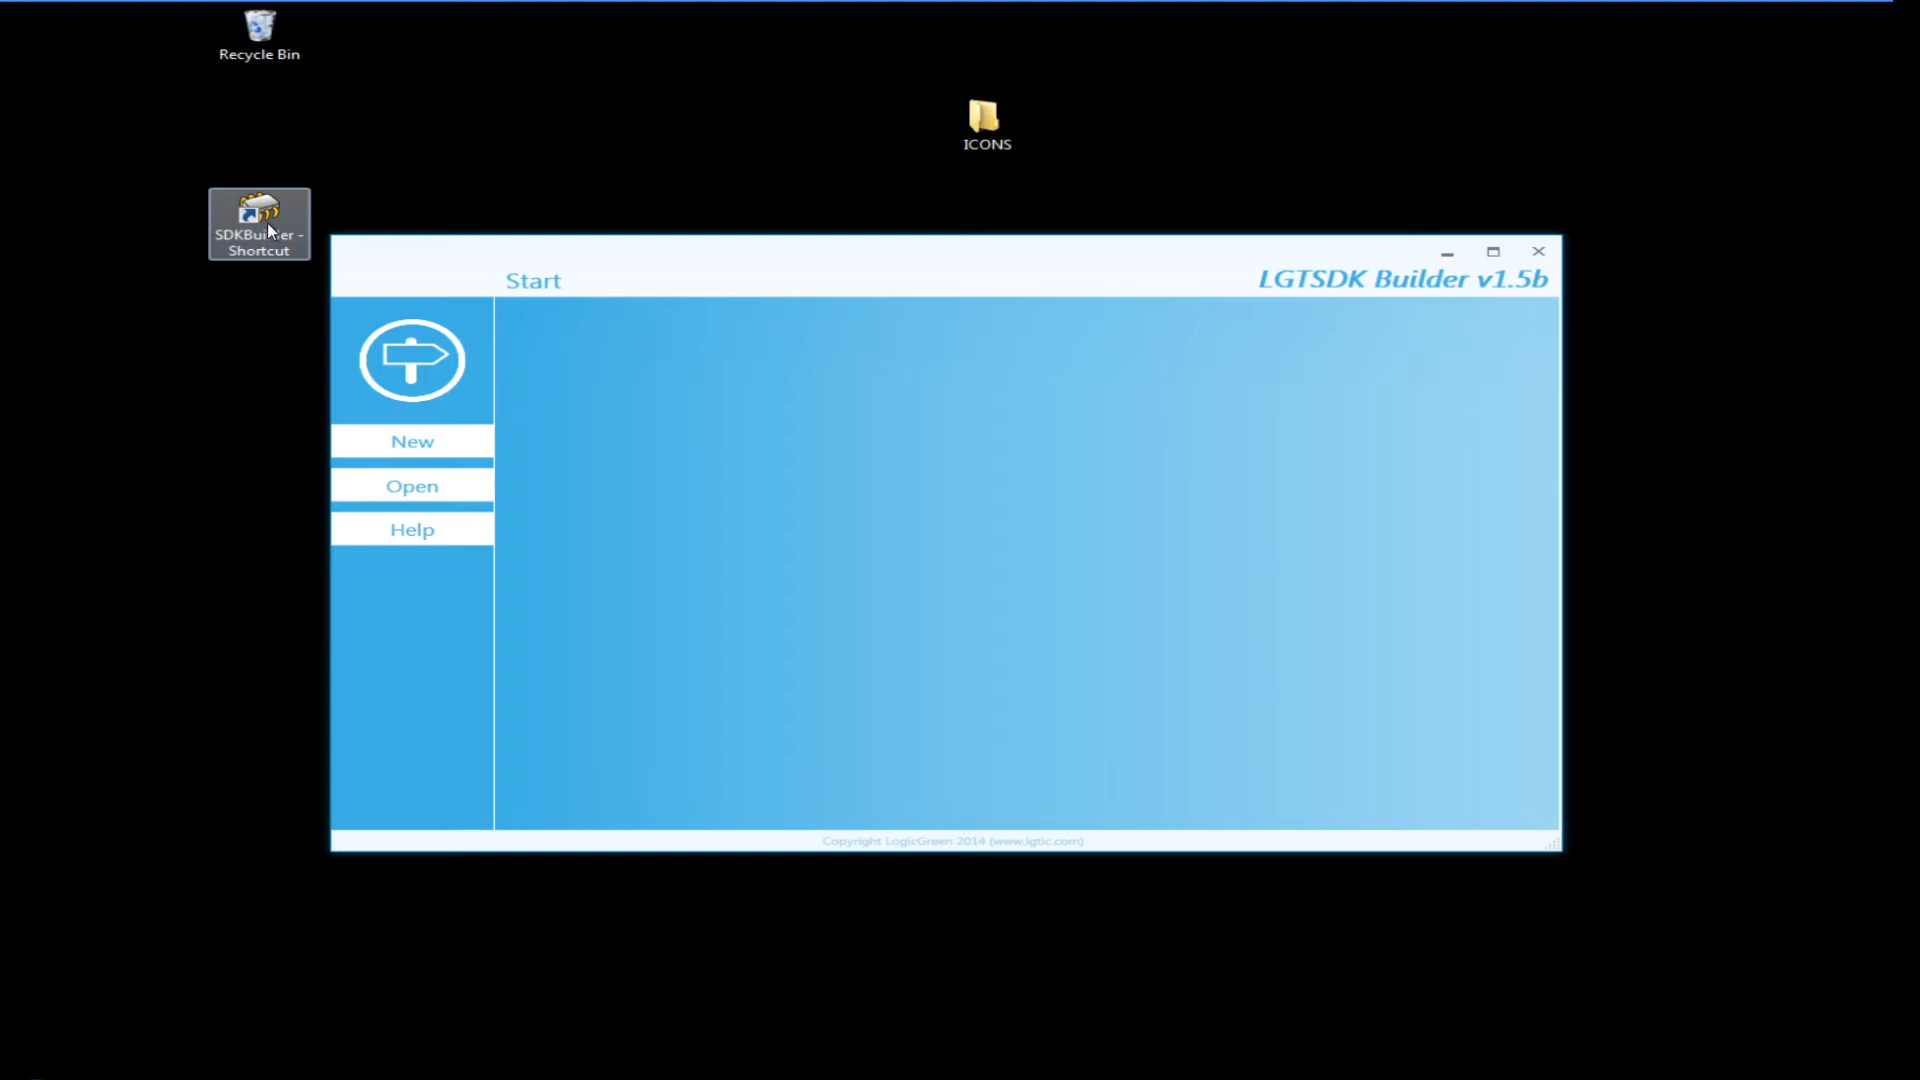 Recycle Bin
ICONS
SDKBuilder -
Shortcut
Start
LGTSDK Builder v1.5b
New
Open
Help
Copyright LogicGreen 2014 (www.lgtic.com)